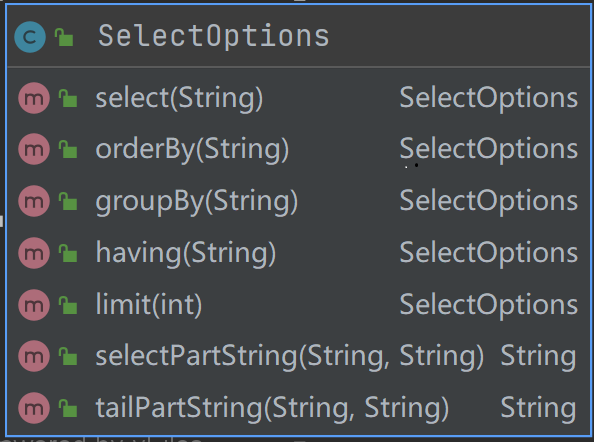 C SelectOptions
m select(String) SelectOptions
m orderBy(String) SelectOptions
m groupBy(String) SelectOptions
m having(String) SelectOptions
m limit(int) SelectOptions
m selectPartString(String, String) String
m tailPartString(String, String) String